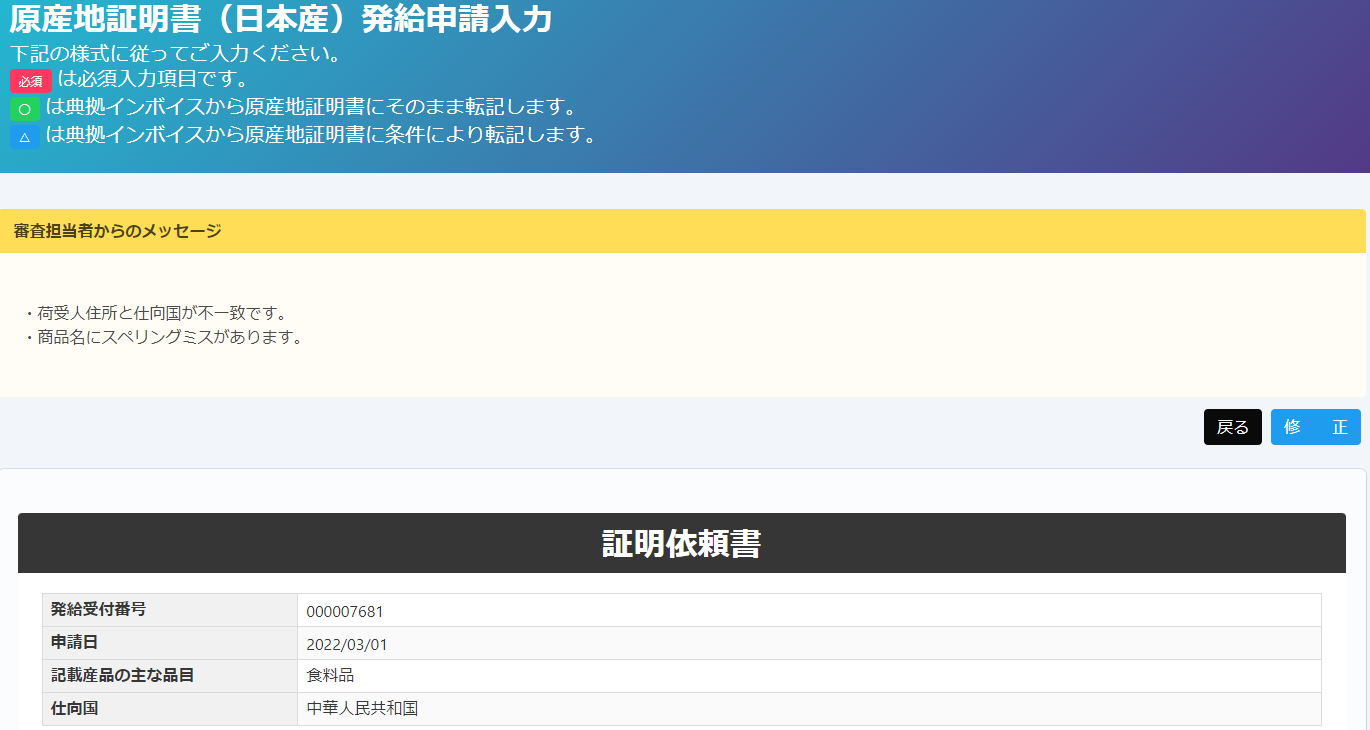 原産地証明書（日本産）発給申請入力
下記の様式に従ってご入力ください。
必須 は必須入力項目です。
○ は典拠インボイスから原産地証明書にそのまま転記します。
△ は典拠インボイスから原産地証明書に条件により転記します。
審査担当者からのメッセージ
・荷受人住所と仕向国が不一致です。
・商品名にスペリングミスがあります。
戻る 修 正
証明依頼書
発給受付番号 000007681
申請日 2022/03/01
記載産品の主な品目 食料品
仕向国 中華人民共和国